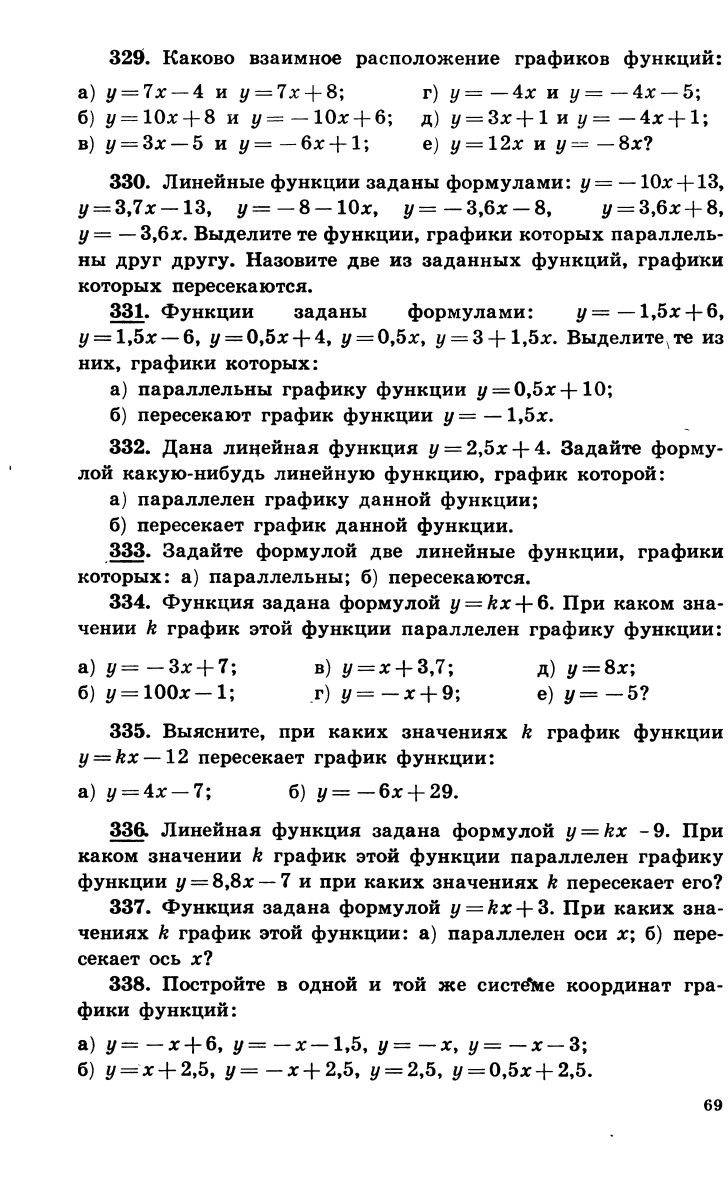 329. Каково взаимное расположение графиков функций:
а) y=7x—4 и y=7x+8; г) y=—4x и y=—4x—5;
б) y=10x+8 и y=—10x+6; д) y=3x+1 и y=—4x+1;
в) y=3x—5 и y=—6x+1; е) y=12x и y=—8x?
330. Линейные функции заданы формулами: y=—10x+13,
y=3,7x—13, y=—8—10x, y=—3,6x—8, y=3,6x+8,
y=—3,6x. Выделите те функции, графики которых параллель-
ны друг другу. Назовите две из заданных функций, графики
которых пересекаются.
331. Функции заданы формулами: y=—1,5x+6,
y=1,5x—6, y=0,5x+4, y=0,5x, y=3+1,5x. Выделите те из
них, графики которых:
а) параллельны графику функции y=0,5x+10;
б) пересекают график функции y=—1,5x.
332. Дана линейная функция y=2,5x+4. Задайте форму-
лой какую-нибудь линейную функцию, график которой:
а) параллелен графику данной функции;
б) пересекает график данной функции.
333. Задайте формулой две линейные функции, графики
которых: а) параллельны; б) пересекаются.
334. Функция задана формулой y=kx+6. При каком зна-
чении k график этой функции параллелен графику функции:
а) y=—3x+7; в) y=x+3,7; д) y=8x;
б) y=100x—1; г) y=—x+9; е) y=—5?
335. Выясните, при каких значениях k график функции
y=kx—12 пересекает график функции:
а) y=4x—7; б) y=—6x+29.
336. Линейная функция задана формулой y=kx -9. При
каком значении k график этой функции параллелен графику
функции y=8,8x—7 и при каких значениях k пересекает его?
337. Функция задана формулой y=kx+3. При каких зна-
чениях k график этой функции: а) параллелен оси x; б) пере-
секает ось x?
338. Постройте в одной и той же системе координат гра-
фики функций:
а) y=—x+6, y=—x—1,5, y=—x, y=—x—3;
б) y=x+2,5, y=—x+2,5, y=2,5, y=0,5x+2,5.
69